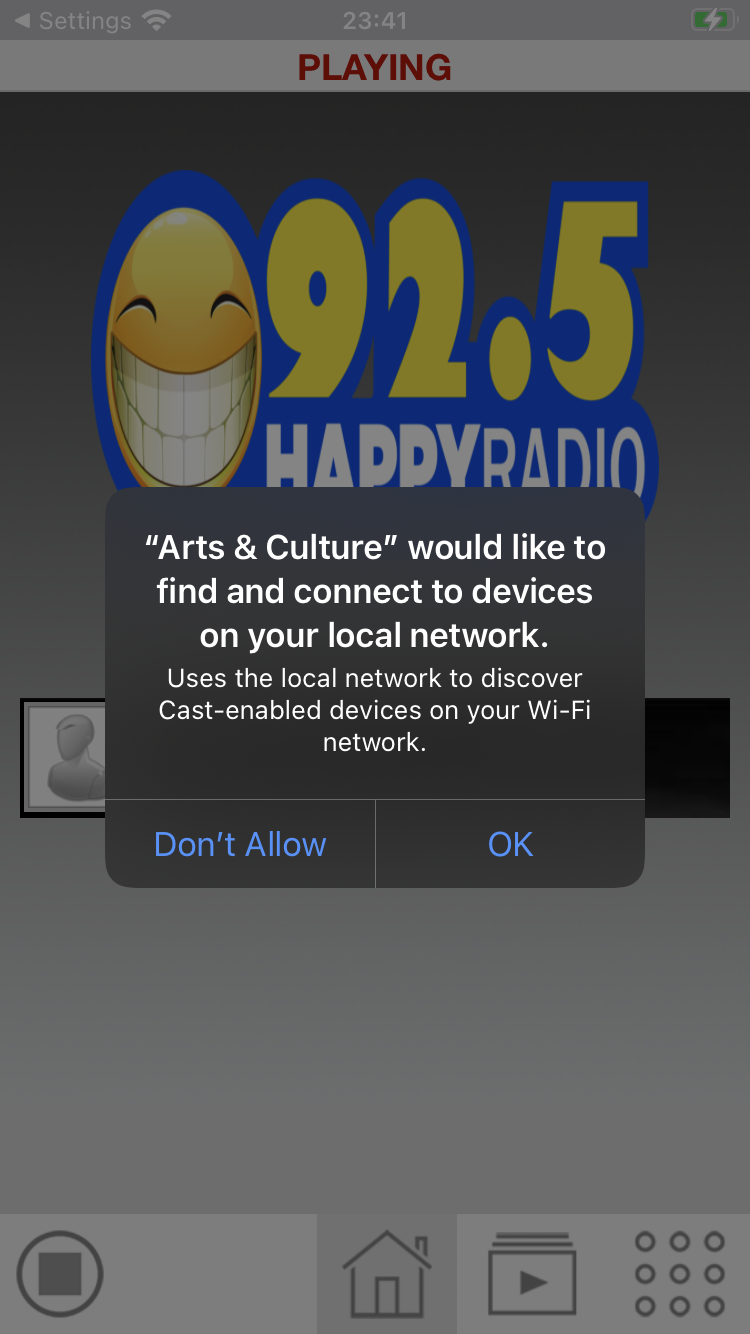 Settings
23:41
PLAYING
92.5
HAPPYRADIO
“Arts & Culture” would like to
find and connect to devices
on your local network.
Uses the local network to discover
Cast-enabled devices on your Wi-Fi
network.
Don’t Allow
OK